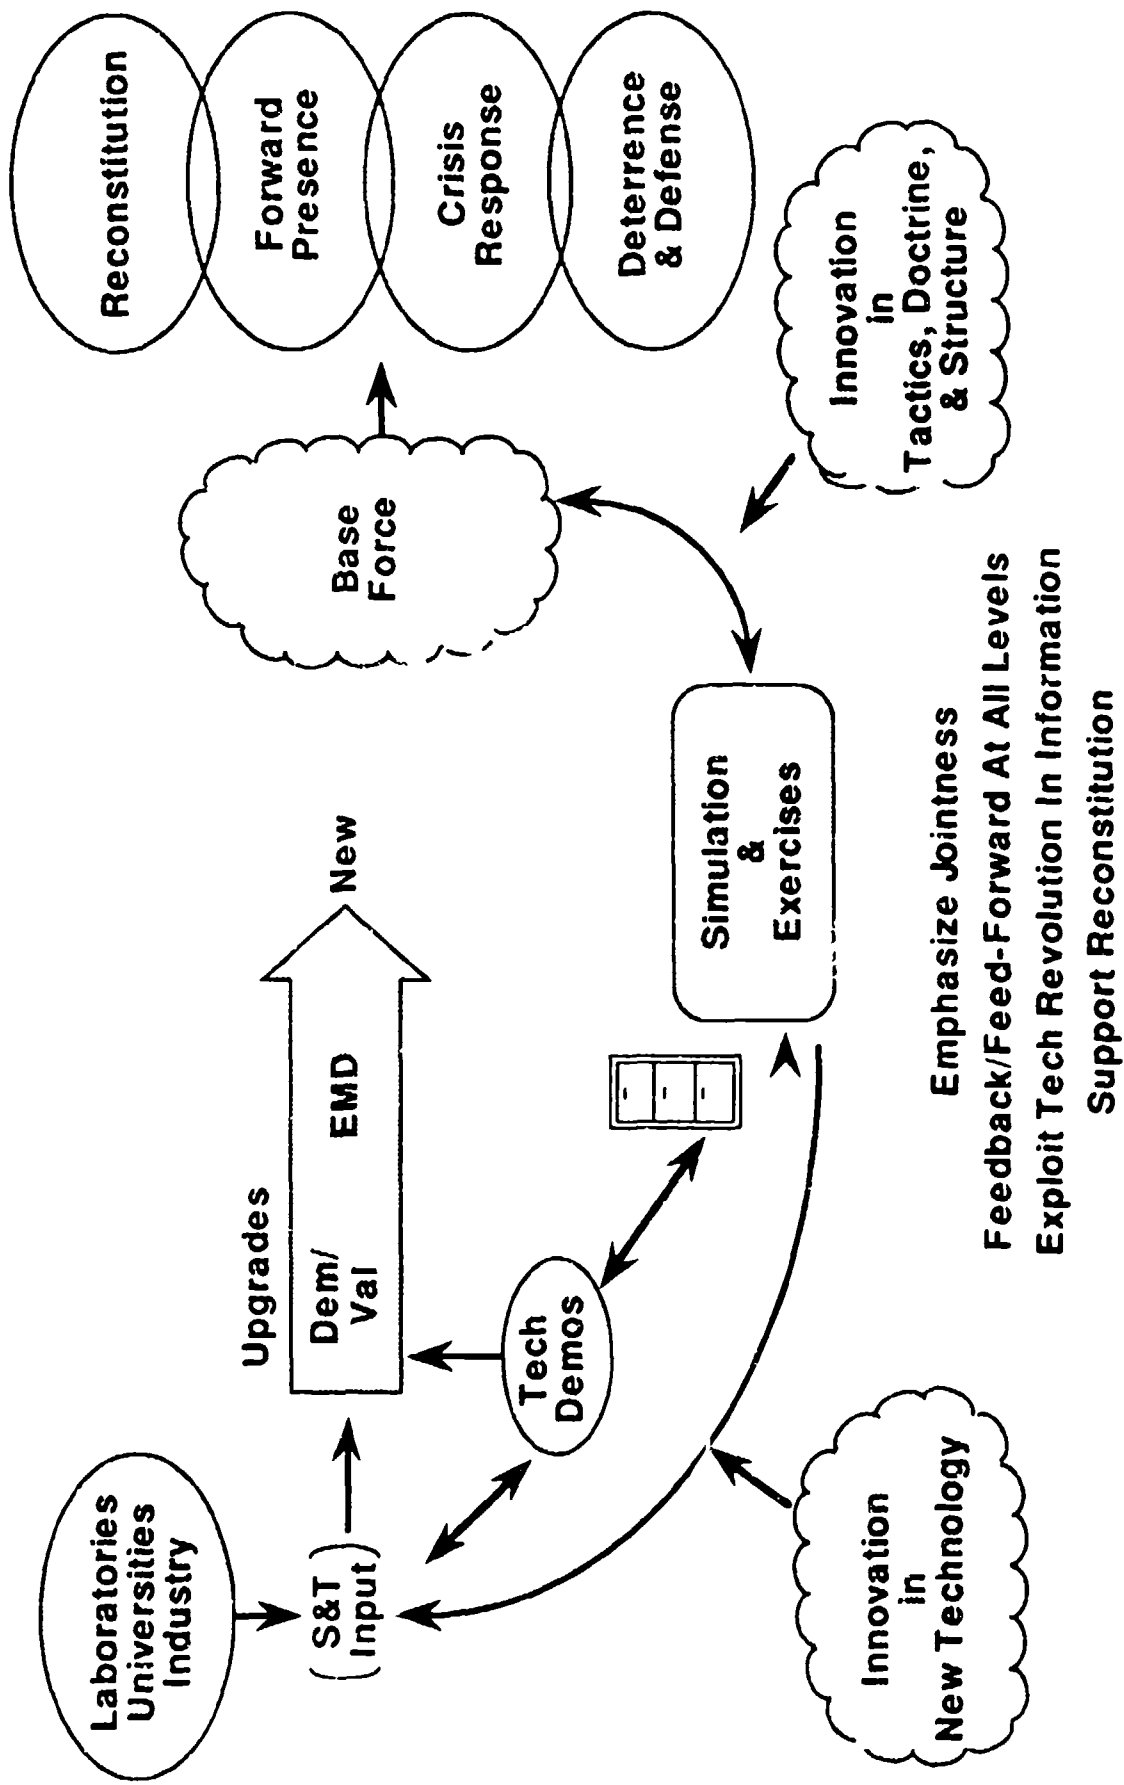 Laboratories
Universities
Industry
(S&T
Input)
Upgrades
Dem/
Val
EMD
New
Tech
Demos
Base
Force
Reconstitution
Forward
Presence
Crisis
Response
Deterrence
& Defense
Simulation
&
Exercises
Innovation
in
New Technology
Innovation
in
Tactics, Doctrine,
& Structure
Emphasize Jointness
Feedback/Feed-Forward At All Levels
Exploit Tech Revolution In Information
Support Reconstitution